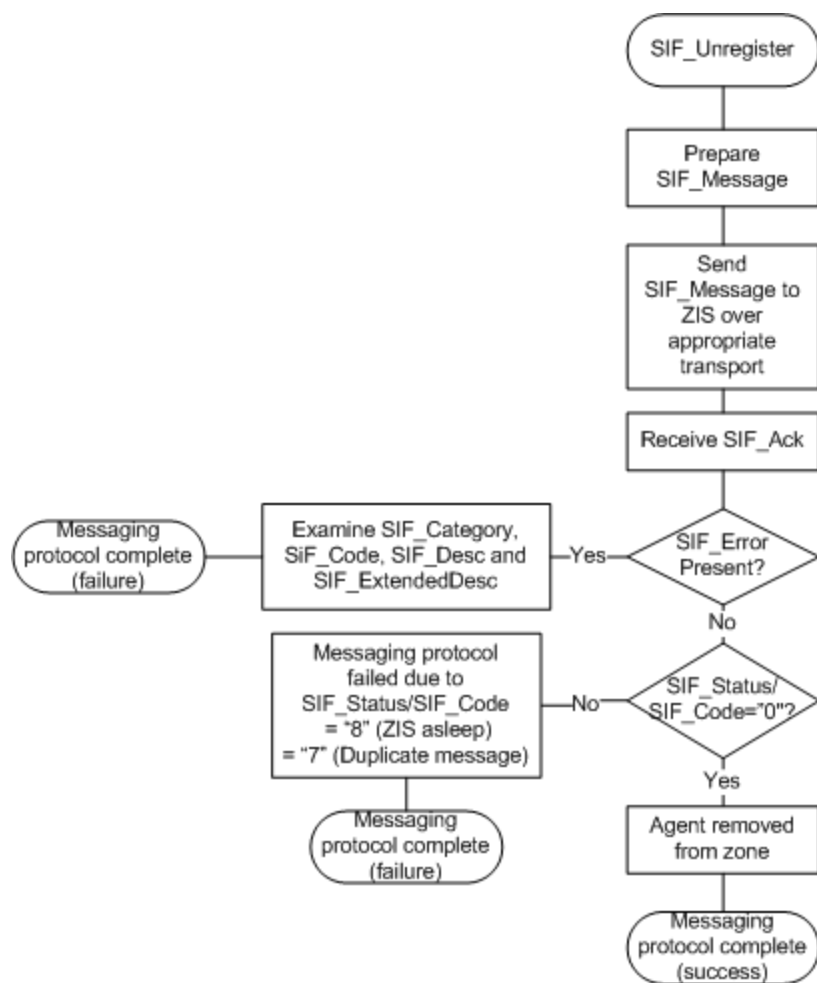 SIF_Unregister
Prepare
SIF_Message
Send
SIF_Message to
ZIS over
appropriate
transport
Receive SIF_Ack
SIF_Error
Present?
Yes
Examine SIF_Category,
SiF_Code, SIF_Desc and
SIF_ExtendedDesc
Messaging
protocol complete
(failure)
No
SIF_Status/
SIF_Code="0"?
No
Messaging protocol
failed due to
SIF_Status/SIF_Code
= “8” (ZIS asleep)
= “7” (Duplicate message)
Messaging
protocol complete
(failure)
Yes
Agent removed
from zone
Messaging
protocol complete
(success)